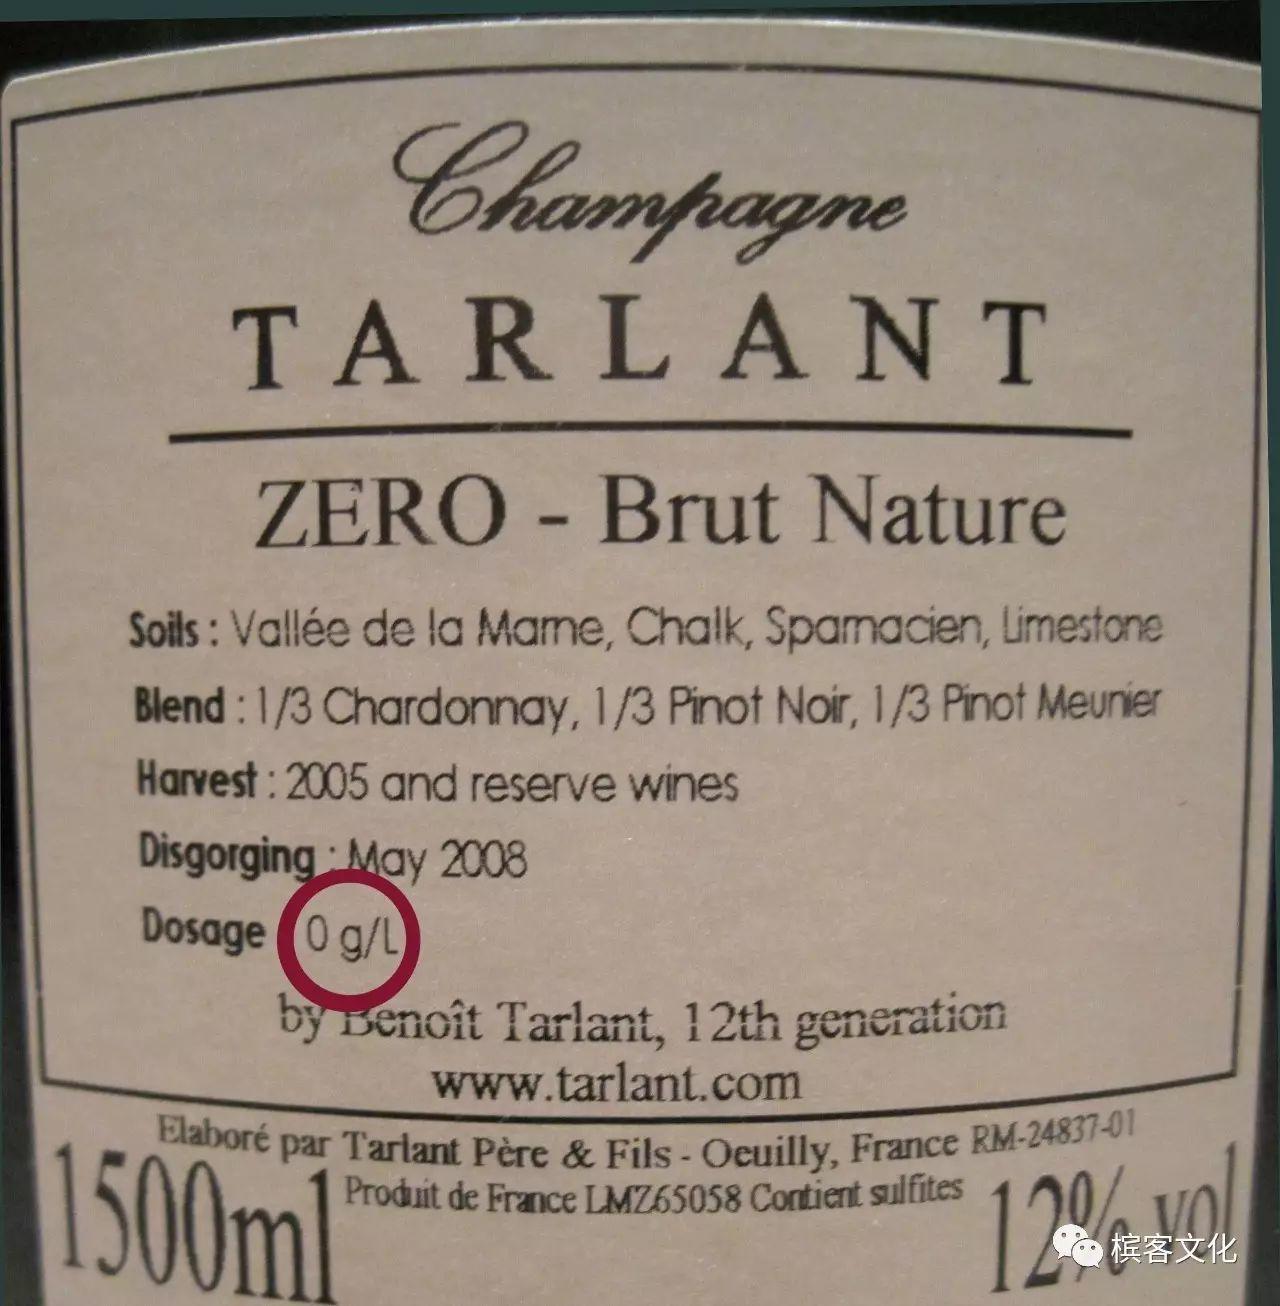 Champagne
TARLANT
ZERO - Brut Nature
Soils : Vallée de la Marne, Chalk, Sparnacien, Limestone
Blend : 1/3 Chardonnay, 1/3 Pinot Noir, 1/3 Pinot Meunier
Harvest : 2005 and reserve wines
Disgorging : May 2008
Dosage 0 g/L
by Benoît Tarlant, 12th generation
www.tarlant.com
Elaboré par Tarlant Père & Fils - Oeuilly, France RM-24837-01
1500ml Produit de France LMZ65058 Contient sulfites 12% vol
槟客文化